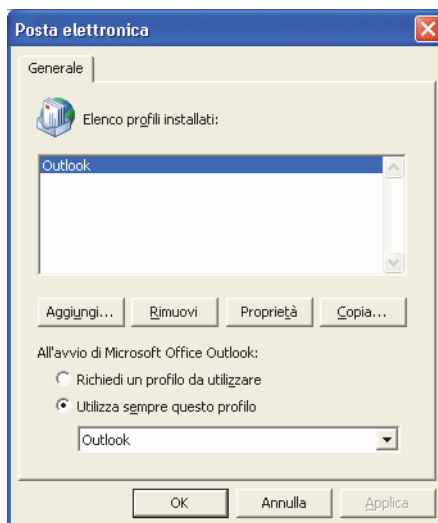 Posta elettronica
Generale
Elenco profili installati:
Outlook
Aggiungi... Rimuovi Proprietà Copia...
All'avvio di Microsoft Office Outlook:
Richiedi un profilo da utilizzare
Utilizza sempre questo profilo
Outlook
OK Annulla Applica